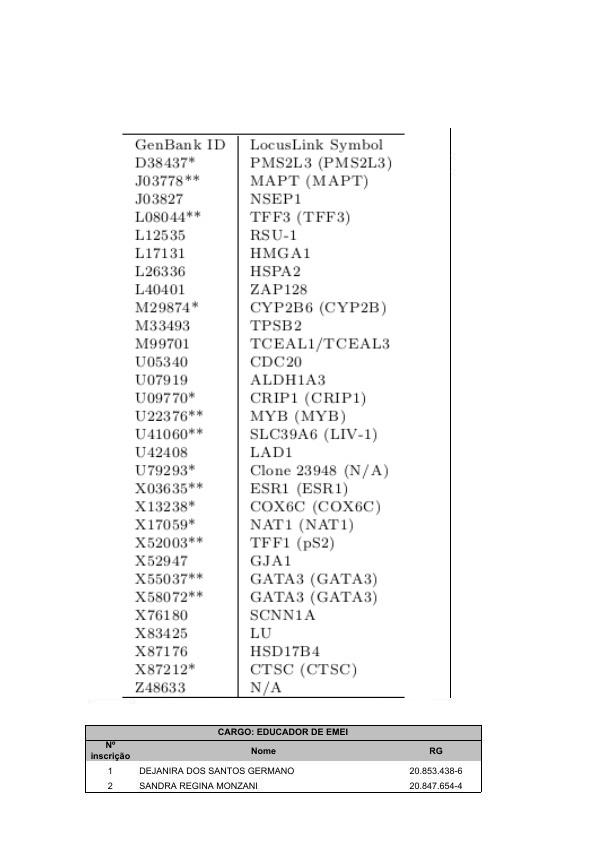 GenBank ID LocusLink Symbol
D38437* PMS2L3 (PMS2L3)
J03778** MAPT (MAPT)
J03827 NSEP1
L08044** TFF3 (TFF3)
L12535 RSU-1
L17131 HMGA1
L26336 HSPA2
L40401 ZAP128
M29874* CYP2B6 (CYP2B)
M33493 TPSB2
M99701 TCEAL1/TCEAL3
U05340 CDC20
U07919 ALDH1A3
U09770* CRIP1 (CRIP1)
U22376** MYB (MYB)
U41060** SLC39A6 (LIV-1)
U42408 LAD1
U79293* Clone 23948 (N/A)
X03635** ESR1 (ESR1)
X13238* COX6C (COX6C)
X17059* NAT1 (NAT1)
X52003** TFF1 (pS2)
X52947 GJA1
X55037** GATA3 (GATA3)
X58072** GATA3 (GATA3)
X76180 SCNN1A
X83425 LU
X87176 HSD17B4
X87212* CTSC (CTSC)
Z48633 N/A
CARGO: EDUCADOR DE EMEI
Nº inscrição Nome RG
1 DEJANIRA DOS SANTOS GERMANO 20.853.438-6
2 SANDRA REGINA MONZANI 20.847.654-4